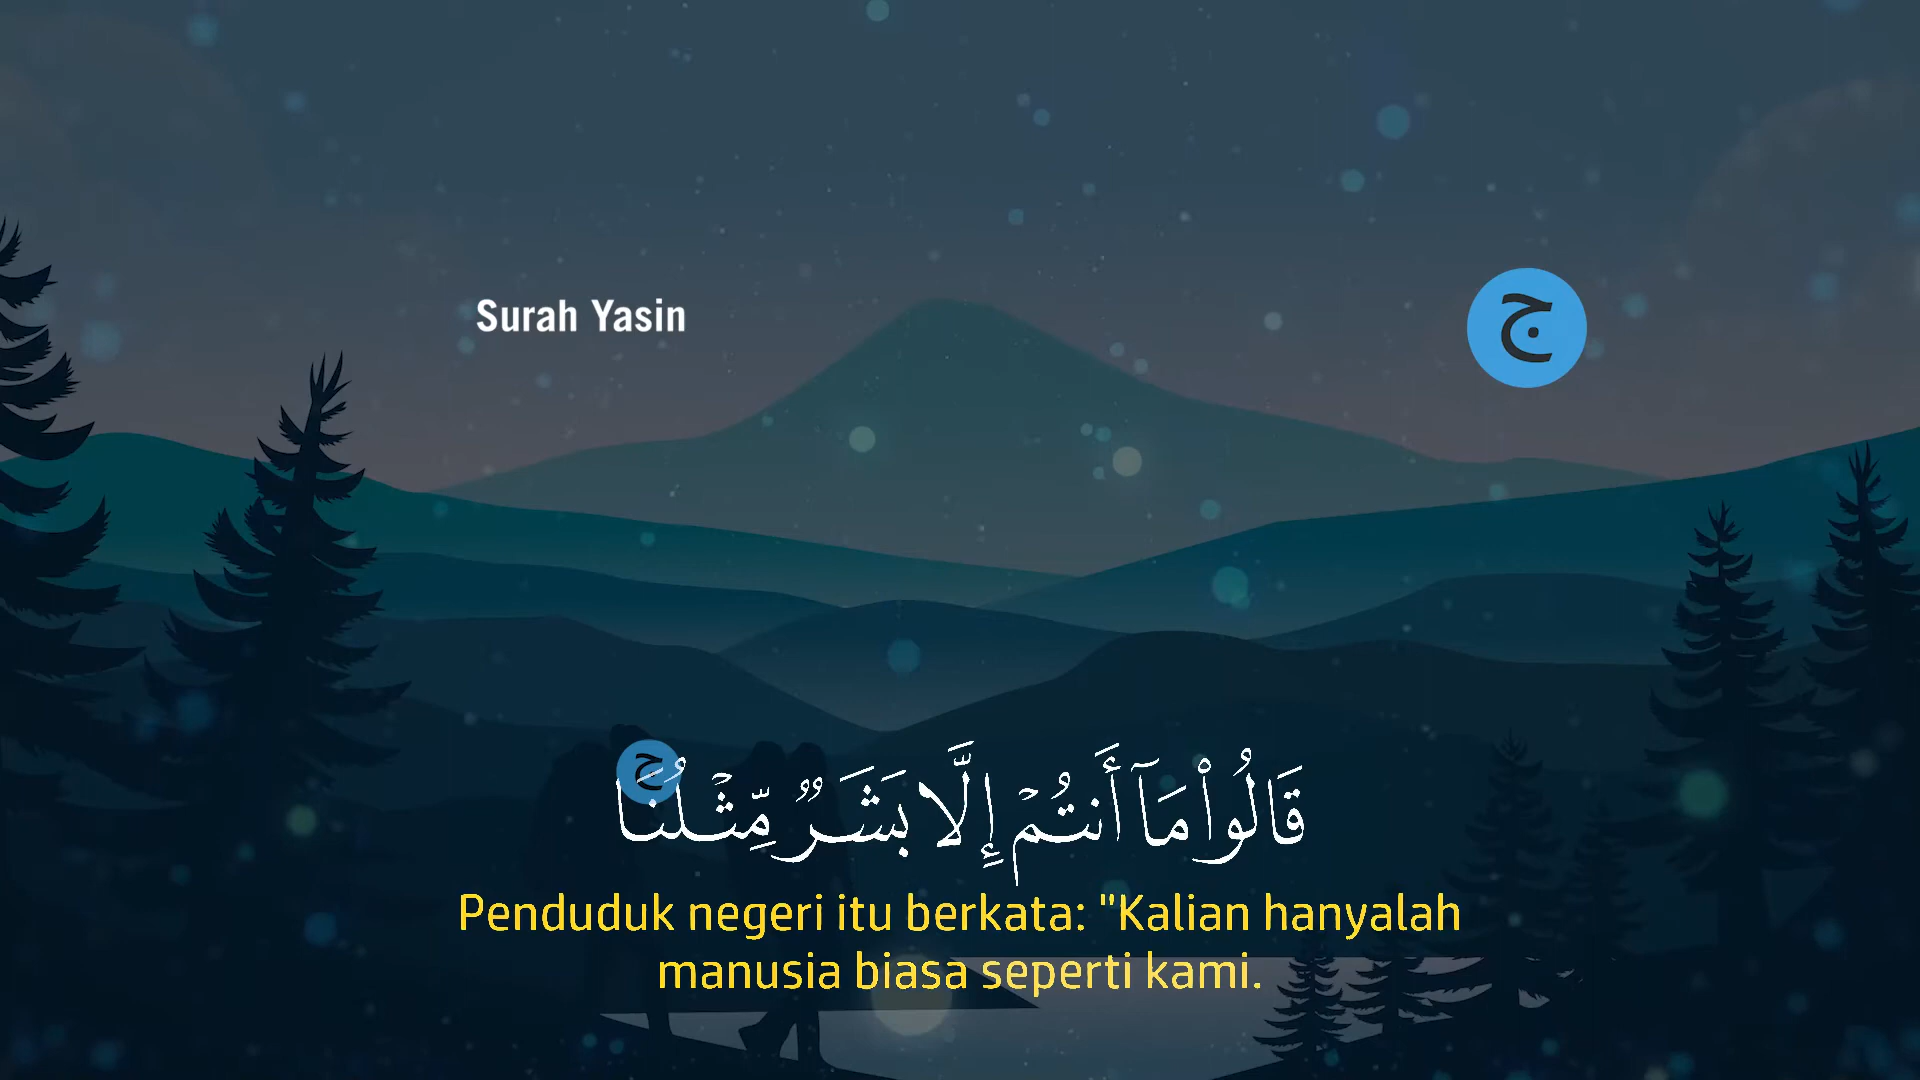 Surah Yasin
ج
قَالُوا۟ مَآ أَنتُمْ إِلَّا بَشَرٌ مِّثْلُنَا
ج
Penduduk negeri itu berkata: "Kalian hanyalah
manusia biasa seperti kami.